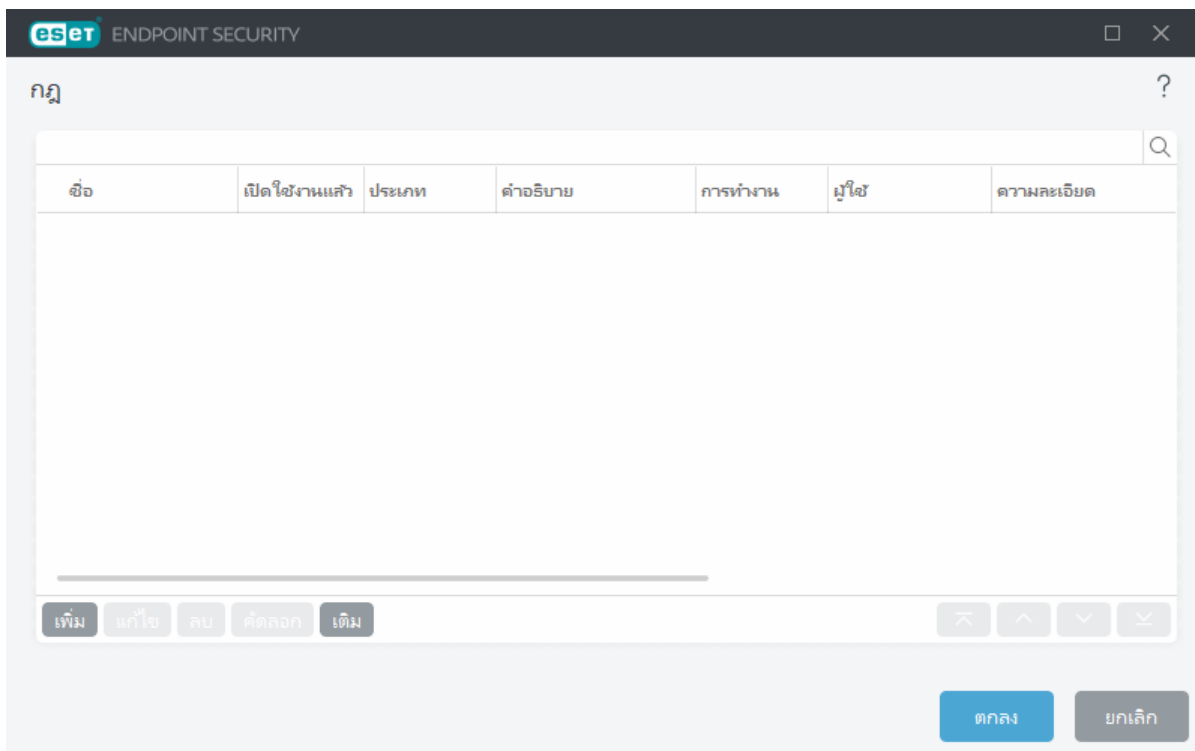 eset ENDPOINT SECURITY
กฎ
?
ชื่อ เปิดใช้งานแล้ว ประเภท คำอธิบาย การทำงาน ผู้ใช้ ความละเอียด
เพิ่ม แก้ไข ลบ คัดลอก เติม
ตกลง ยกเลิก